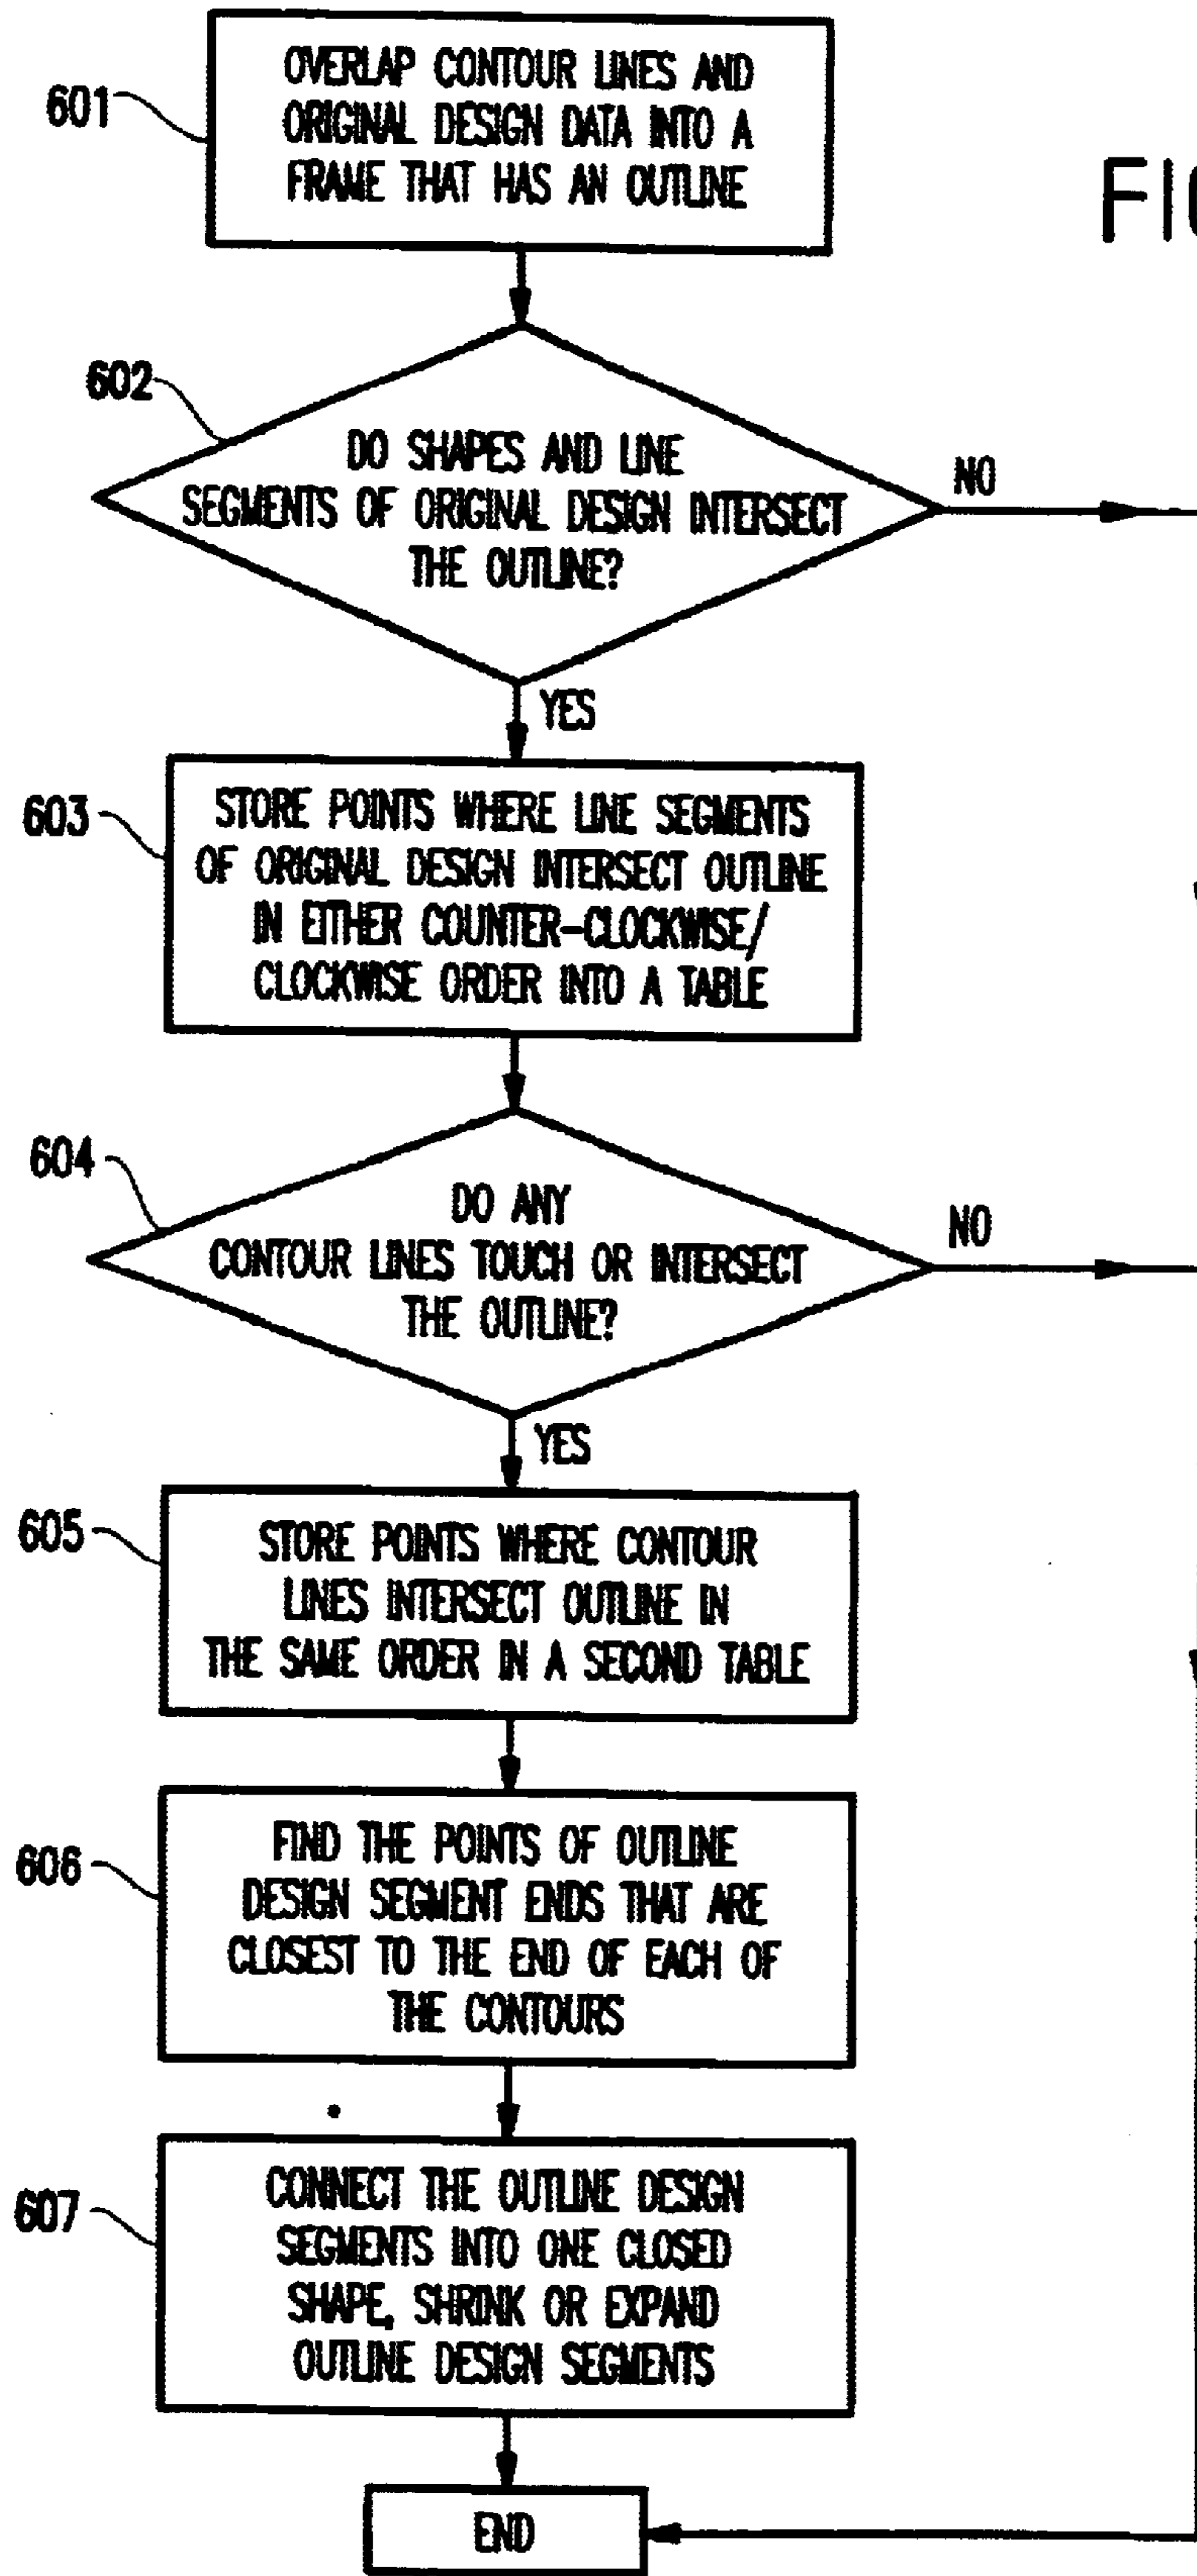 601
OVERLAP CONTOUR LINES AND
ORIGINAL DESIGN DATA INTO A
FRAME THAT HAS AN OUTLINE
602
DO SHAPES AND LINE
SEGMENTS OF ORIGINAL DESIGN INTERSECT
THE OUTLINE?
NO
YES
603
STORE POINTS WHERE LINE SEGMENTS
OF ORIGINAL DESIGN INTERSECT OUTLINE
IN EITHER COUNTER-CLOCKWISE/
CLOCKWISE ORDER INTO A TABLE
604
DO ANY
CONTOUR LINES TOUCH OR INTERSECT
THE OUTLINE?
NO
YES
605
STORE POINTS WHERE CONTOUR
LINES INTERSECT OUTLINE IN
THE SAME ORDER IN A SECOND TABLE
606
FIND THE POINTS OF OUTLINE
DESIGN SEGMENT ENDS THAT ARE
CLOSEST TO THE END OF EACH OF
THE CONTOURS
607
CONNECT THE OUTLINE DESIGN
SEGMENTS INTO ONE CLOSED
SHAPE, SHRINK OR EXPAND
OUTLINE DESIGN SEGMENTS
END